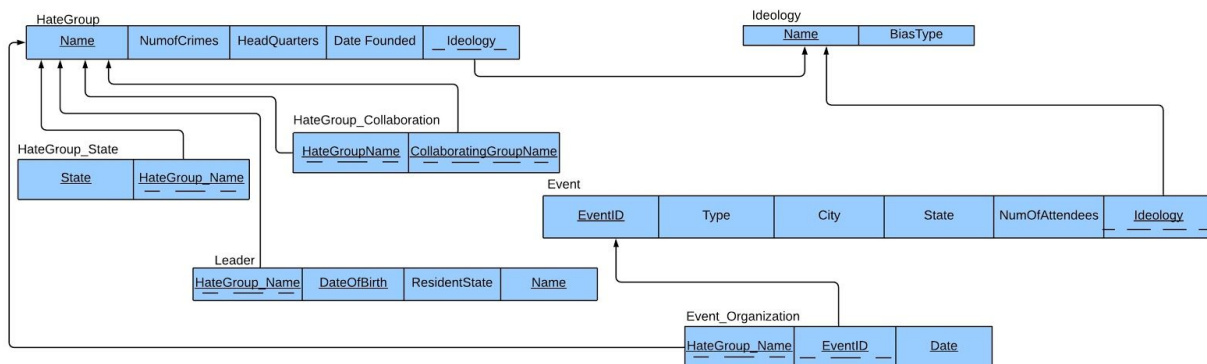 HateGroup
Name NumofCrimes HeadQuarters Date Founded Ideology
Ideology
Name BiasType
HateGroup_Collaboration
HateGroupName CollaboratingGroupName
HateGroup_State
State HateGroup_Name
Event
EventID Type City State NumOfAttendees Ideology
Leader
HateGroup_Name DateOfBirth ResidentState Name
Event_Organization
HateGroup_Name EventID Date